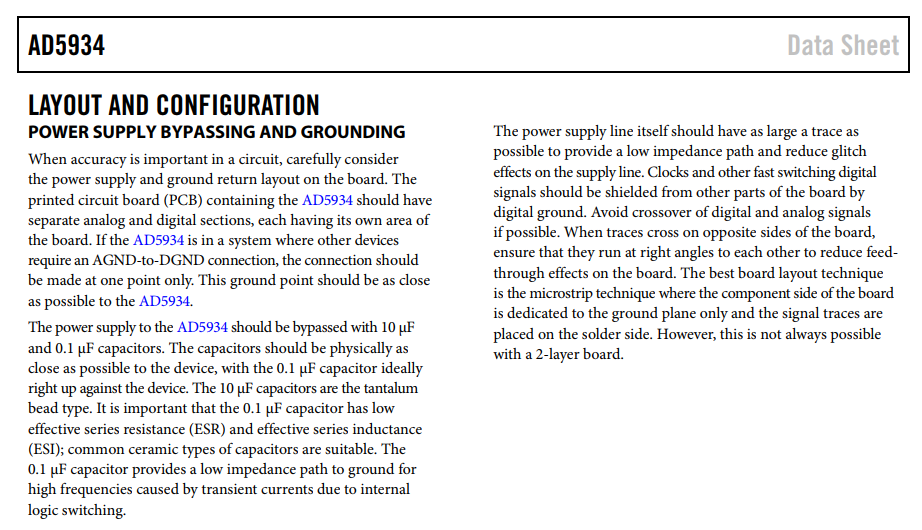 AD5934
Data Sheet
LAYOUT AND CONFIGURATION
POWER SUPPLY BYPASSING AND GROUNDING
When accuracy is important in a circuit, carefully consider
the power supply and ground return layout on the board. The
printed circuit board (PCB) containing the AD5934 should have
separate analog and digital sections, each having its own area of
the board. If the AD5934 is in a system where other devices
require an AGND-to-DGND connection, the connection should
be made at one point only. This ground point should be as close
as possible to the AD5934.
The power supply to the AD5934 should be bypassed with 10 µF
and 0.1 µF capacitors. The capacitors should be physically as
close as possible to the device, with the 0.1 µF capacitor ideally
right up against the device. The 10 µF capacitors are the tantalum
bead type. It is important that the 0.1 µF capacitor has low
effective series resistance (ESR) and effective series inductance
(ESI); common ceramic types of capacitors are suitable. The
0.1 µF capacitor provides a low impedance path to ground for
high frequencies caused by transient currents due to internal
logic switching.
The power supply line itself should have as large a trace as
possible to provide a low impedance path and reduce glitch
effects on the supply line. Clocks and other fast switching digital
signals should be shielded from other parts of the board by
digital ground. Avoid crossover of digital and analog signals
if possible. When traces cross on opposite sides of the board,
ensure that they run at right angles to each other to reduce feed-
through effects on the board. The best board layout technique
is the microstrip technique where the component side of the board
is dedicated to the ground plane only and the signal traces are
placed on the solder side. However, this is not always possible
with a 2-layer board.